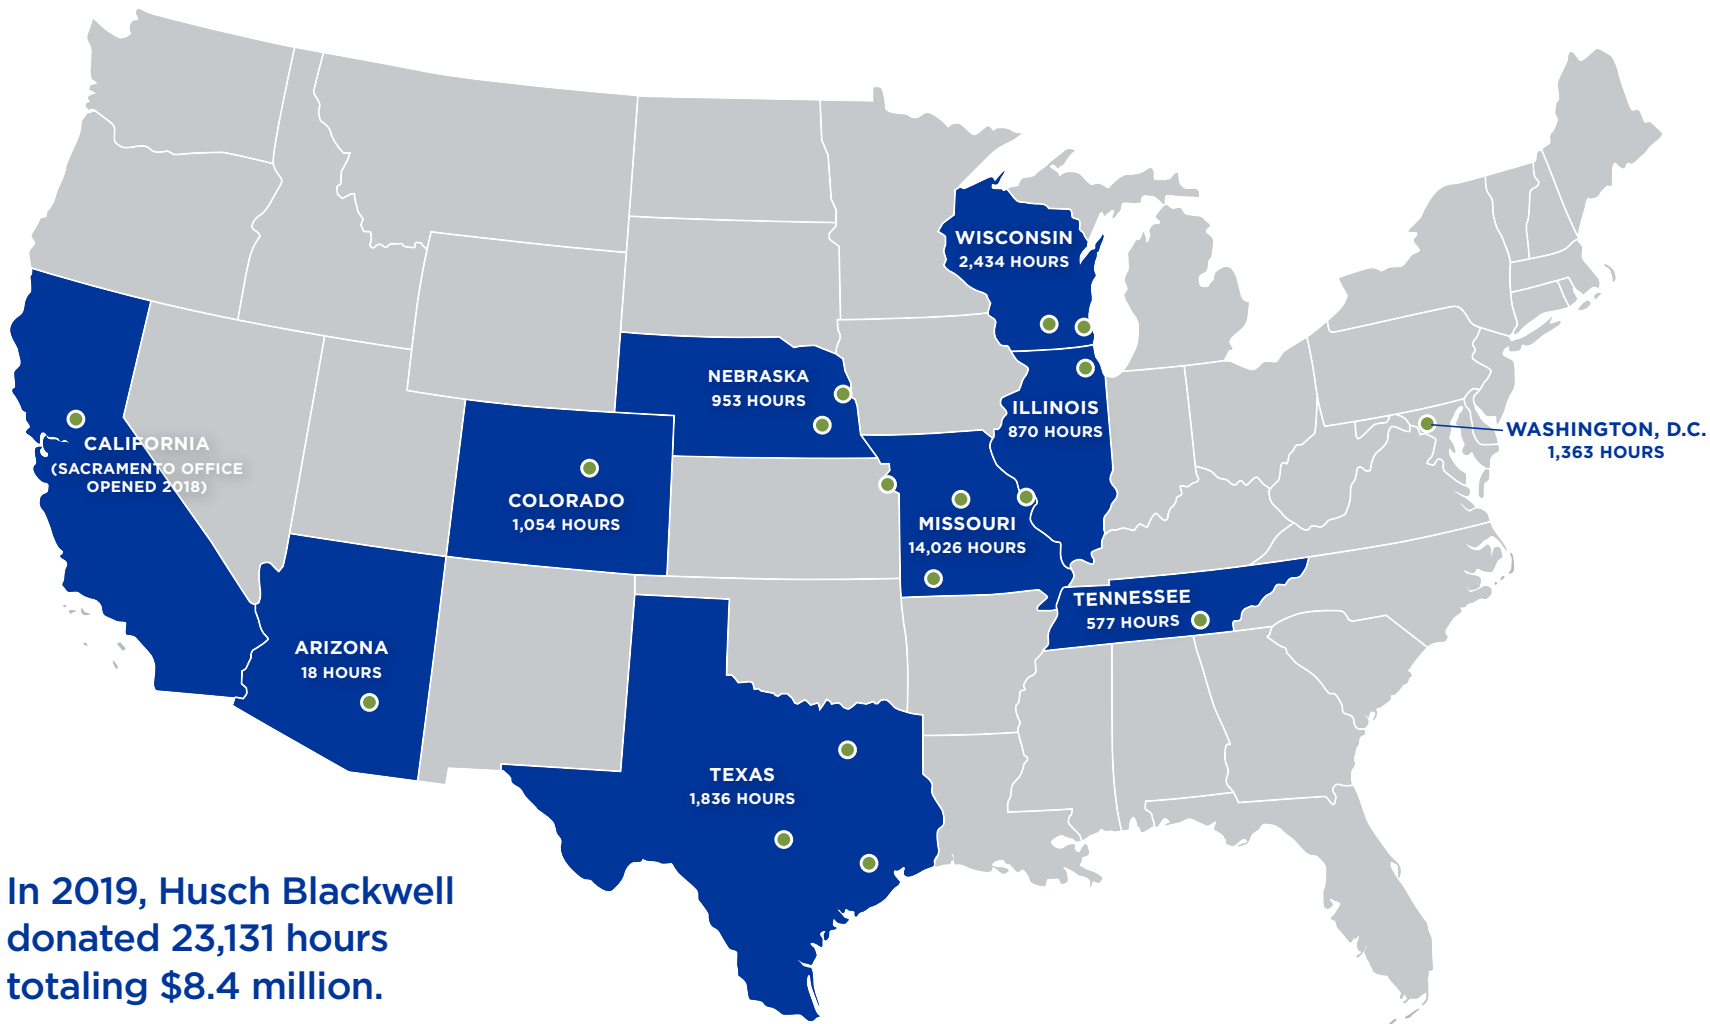 WISCONSIN
2,434 HOURS
NEBRASKA
953 HOURS
ILLINOIS
870 HOURS
WASHINGTON, D.C.
1,363 HOURS
CALIFORNIA
(SACRAMENTO OFFICE
OPENED 2018)
COLORADO
1,054 HOURS
MISSOURI
14,026 HOURS
TENNESSEE
577 HOURS
ARIZONA
18 HOURS
TEXAS
1,836 HOURS
In 2019, Husch Blackwell
donated 23,131 hours
totaling $8.4 million.